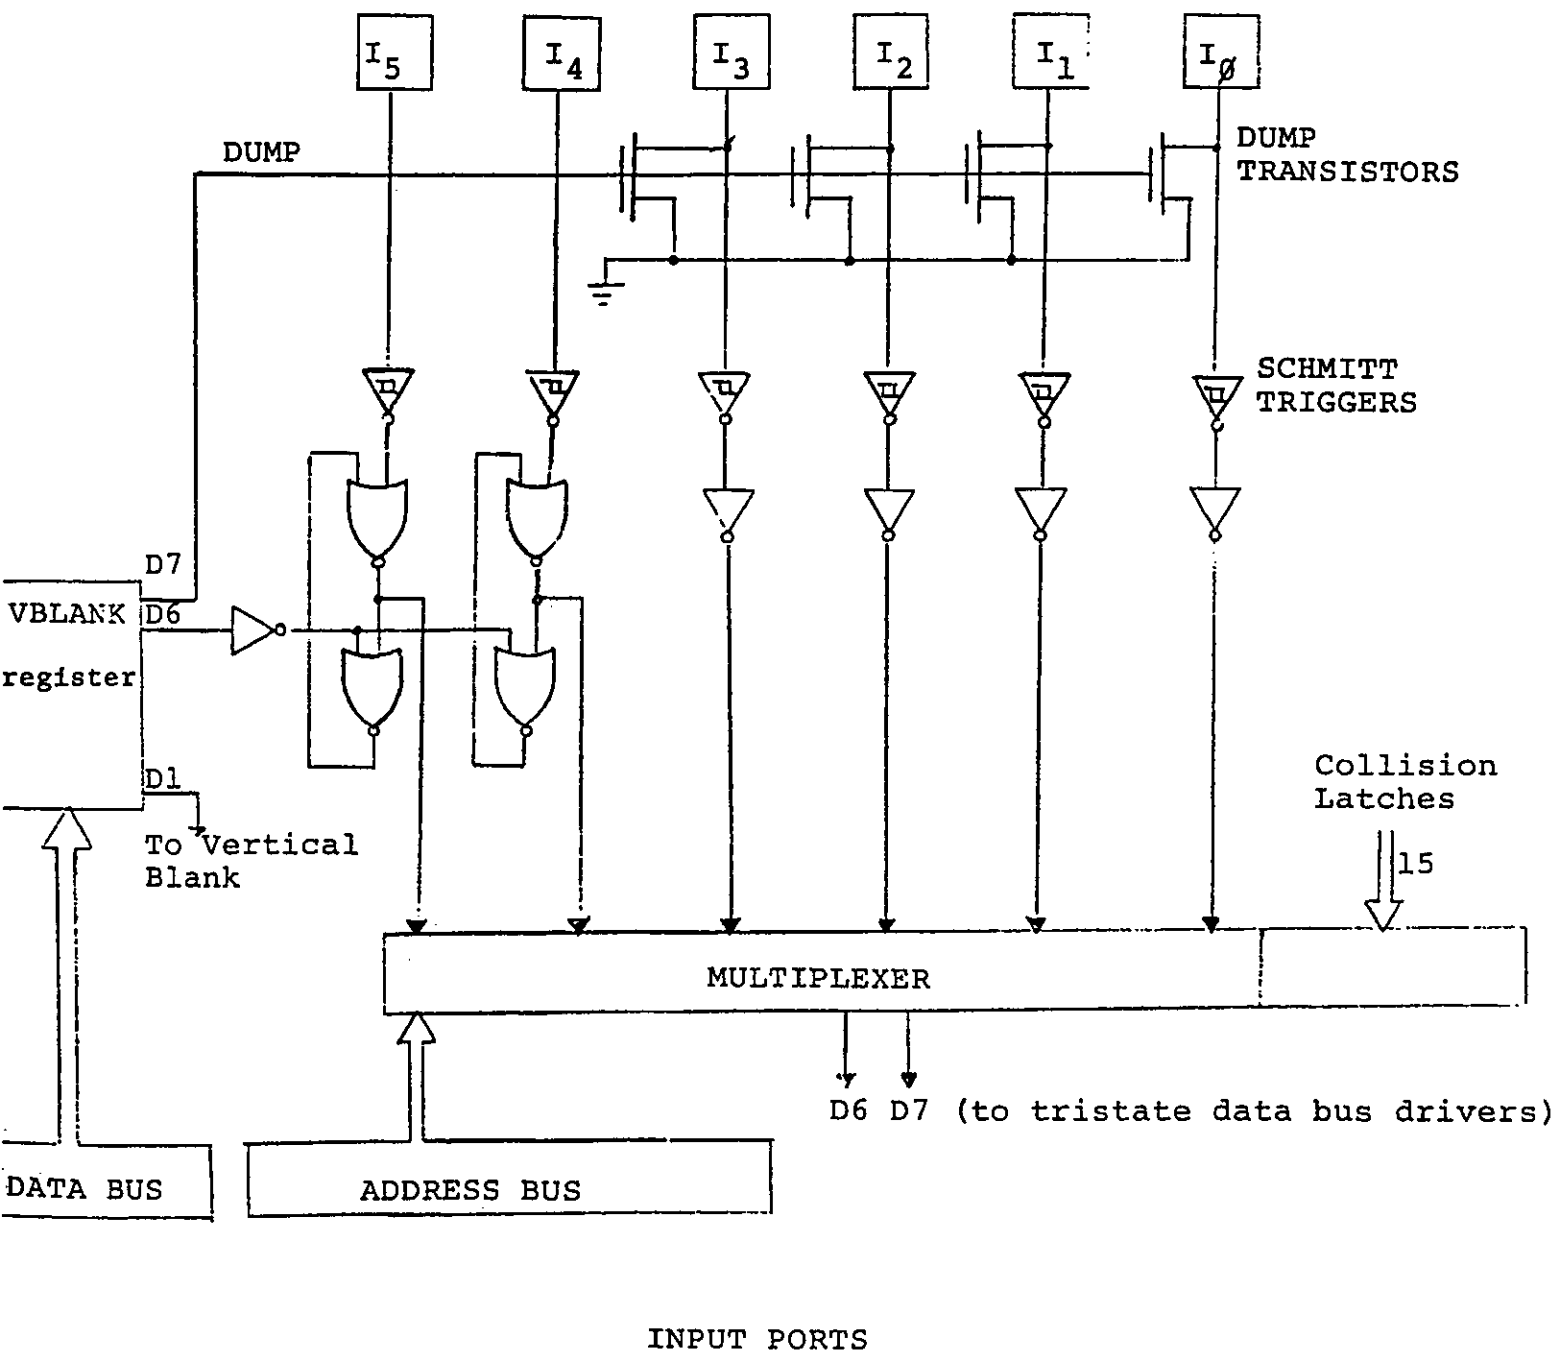 I5 I4 I3 I2 I1 I0
DUMP
DUMP
TRANSISTORS
SCHMITT
TRIGGERS
D7
VBLANK D6
register
D1
To Vertical
Blank
Collision
Latches
15
MULTIPLEXER
D6 D7 (to tristate data bus drivers)
DATA BUS
ADDRESS BUS
INPUT PORTS